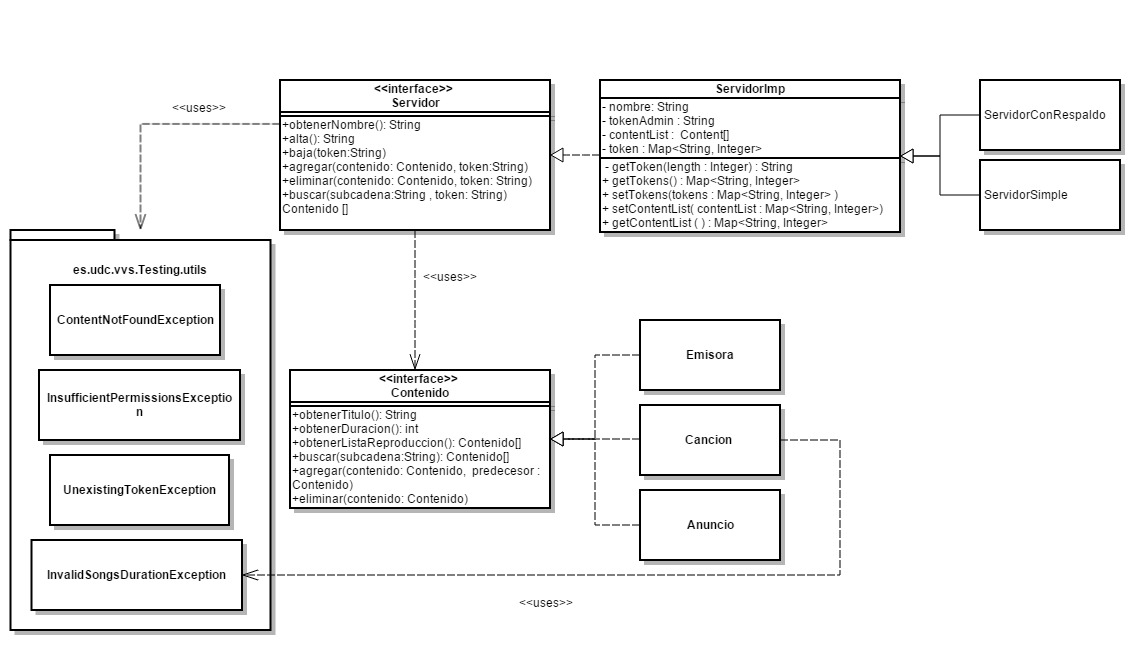 <<uses>>
<<interface>>
Servidor
+obtenerNombre(): String
+alta(): String
+baja(token:String)
+agregar(contenido: Contenido, token:String)
+eliminar(contenido: Contenido, token: String)
+buscar(subcadena:String , token: String)
Contenido []
ServidorImp
- nombre: String
- tokenAdmin : String
- contentList :  Content[]
- token : Map<String, Integer>
- getToken(length : Integer) : String
+ getTokens() : Map<String, Integer>
+ setTokens(tokens : Map<String, Integer> )
+ setContentList( contentList : Map<String, Integer>)
+ getContentList ( ) : Map<String, Integer>
ServidorConRespaldo
ServidorSimple
es.udc.vvs.Testing.utils
ContentNotFoundException
InsufficientPermissionsExceptio
n
UnexistingTokenException
InvalidSongsDurationException
<<uses>>
<<interface>>
Contenido
+obtenerTitulo(): String
+obtenerDuracion(): int
+obtenerListaReproduccion(): Contenido[]
+buscar(subcadena:String): Contenido[]
+agregar(contenido: Contenido,  predecesor :
Contenido)
+eliminar(contenido: Contenido)
Emisora
Cancion
Anuncio
<<uses>>